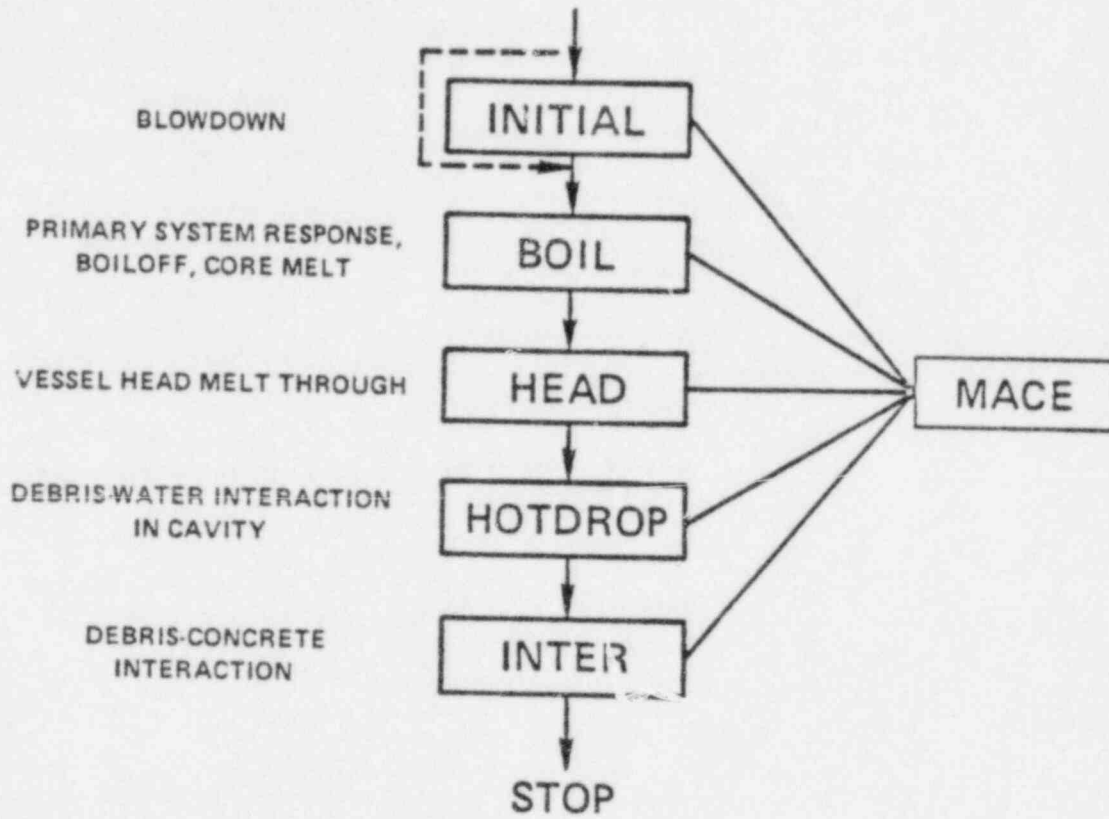 BLOWDOWN
INITIAL
PRIMARY SYSTEM RESPONSE,
BOILOFF, CORE MELT
BOIL
VESSEL HEAD MELT THROUGH
HEAD
MACE
DEBRIS-WATER INTERACTION
IN CAVITY
HOTDROP
DEBRIS-CONCRETE
INTERACTION
INTER
STOP